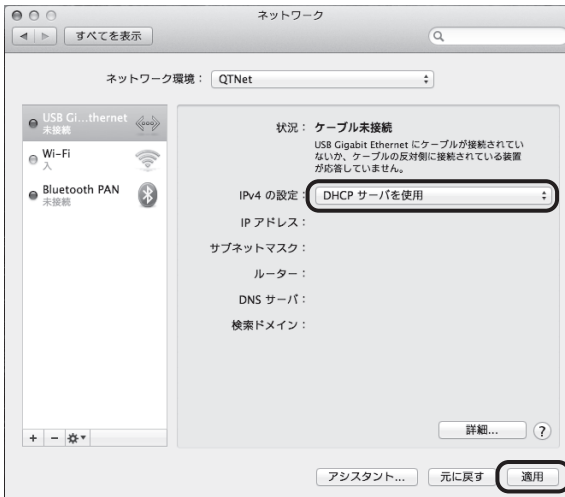 ネットワーク
すべてを表示
ネットワーク環境： QTNet
USB Gi...thernet
未接続
Wi-Fi
入
Bluetooth PAN
未接続
状況： ケーブル未接続
USB Gigabit Ethernet にケーブルが接続されてい
ないか、ケーブルの反対側に接続されている装置
が応答していません。
IPv4 の設定： DHCP サーバを使用
IP アドレス：
サブネットマスク：
ルーター：
DNS サーバ：
検索ドメイン：
詳細... ?
+ −
アシスタント... 元に戻す 適用